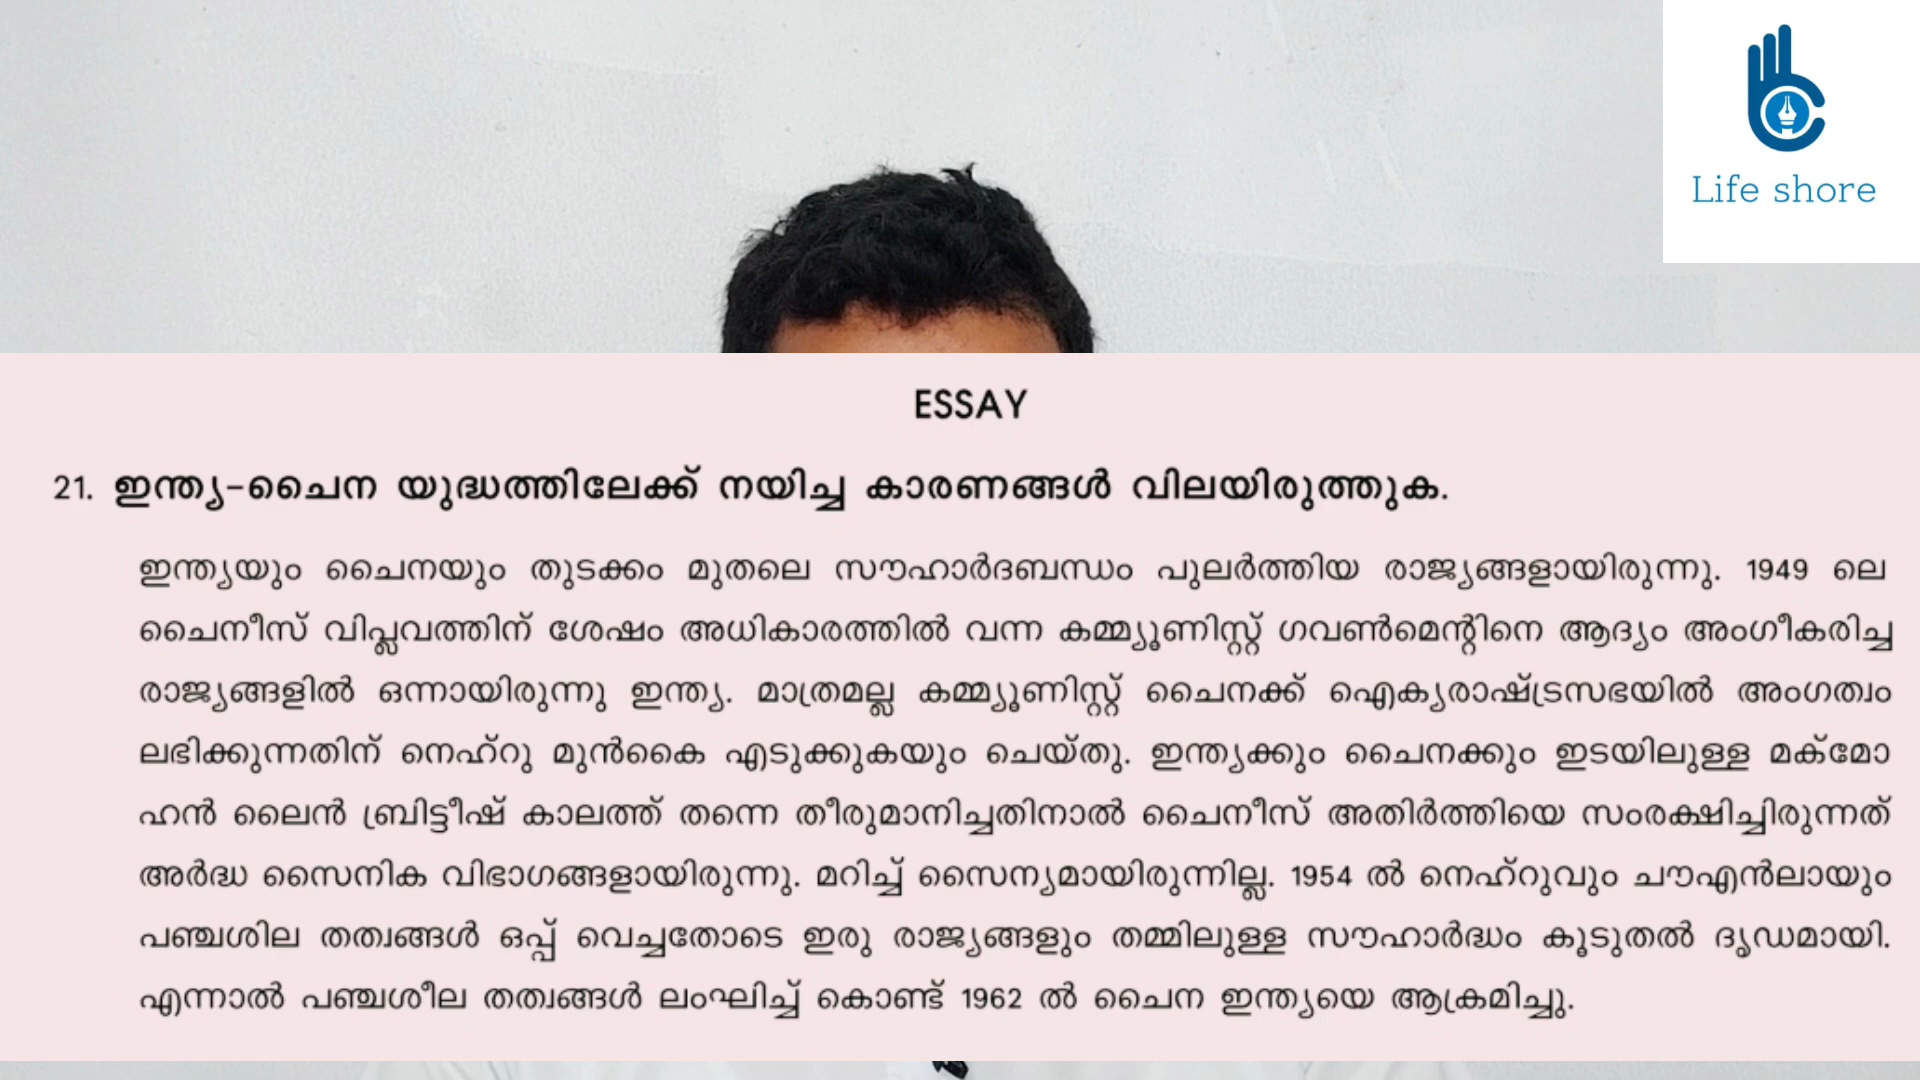 Life shore
ESSAY
21. ഇന്ത്യ-ചൈന യുദ്ധത്തിലേക്ക് നയിച്ച കാരണങ്ങൾ വിലയിരുത്തുക.
ഇന്ത്യയും ചൈനയും തുടക്കം മുതലെ സൗഹാർദബന്ധം പുലർത്തിയ രാജ്യങ്ങളായിരുന്നു. 1949 ലെ
ചൈനീസ് വിപ്ലവത്തിന് ശേഷം അധികാരത്തിൽ വന്ന കമ്മ്യൂണിസ്റ്റ് ഗവൺമെന്റിനെ ആദ്യം അംഗീകരിച്ച
രാജ്യങ്ങളിൽ ഒന്നായിരുന്നു ഇന്ത്യ. മാത്രമല്ല കമ്മ്യൂണിസ്റ്റ് ചൈനക്ക് ഐക്യരാഷ്ട്രസഭയിൽ അംഗത്വം
ലഭിക്കുന്നതിന് നെഹ്റു മുൻകൈ എടുക്കുകയും ചെയ്തു. ഇന്ത്യക്കും ചൈനക്കും ഇടയിലുള്ള മക്മോ
ഹൻ ലൈൻ ബ്രിട്ടീഷ് കാലത്ത് തന്നെ തീരുമാനിച്ചതിനാൽ ചൈനീസ് അതിർത്തിയെ സംരക്ഷിച്ചിരുന്നത്
അർദ്ധ സൈനിക വിഭാഗങ്ങളായിരുന്നു. മറിച്ച് സൈന്യമായിരുന്നില്ല. 1954 ൽ നെഹ്റുവും ചൗഎൻലായും
പഞ്ചശില തത്വങ്ങൾ ഒപ്പ് വെച്ചതോടെ ഇരു രാജ്യങ്ങളും തമ്മിലുള്ള സൗഹാർദ്ധം കൂടുതൽ ദൃഡമായി.
എന്നാൽ പഞ്ചശീല തത്വങ്ങൾ ലംഘിച്ച് കൊണ്ട് 1962 ൽ ചൈന ഇന്ത്യയെ ആക്രമിച്ചു.